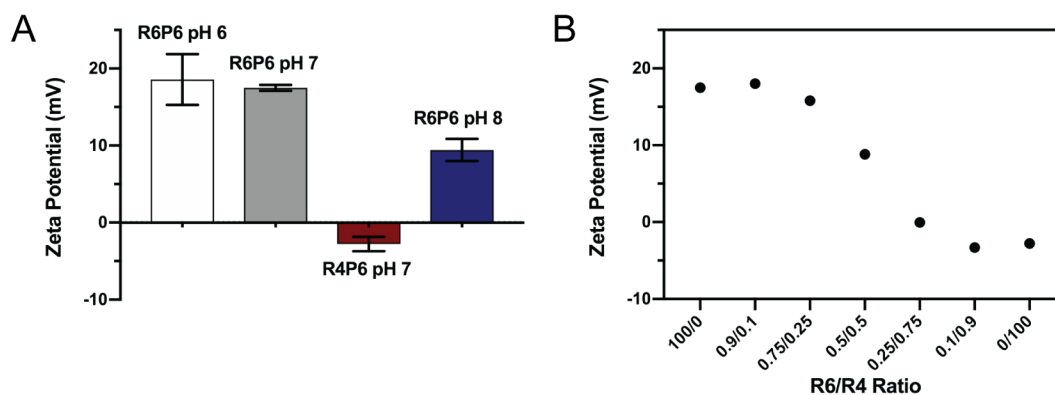 A
Zeta Potential (mV)
20
10
0
-10
R6P6 pH 6
R6P6 pH 7
R4P6 pH 7
R6P6 pH 8
B
Zeta Potential (mV)
20
10
0
-10
100/0
0.9/0.1
0.75/0.25
0.5/0.5
0.25/0.75
0.1/0.9
0/100
R6/R4 Ratio